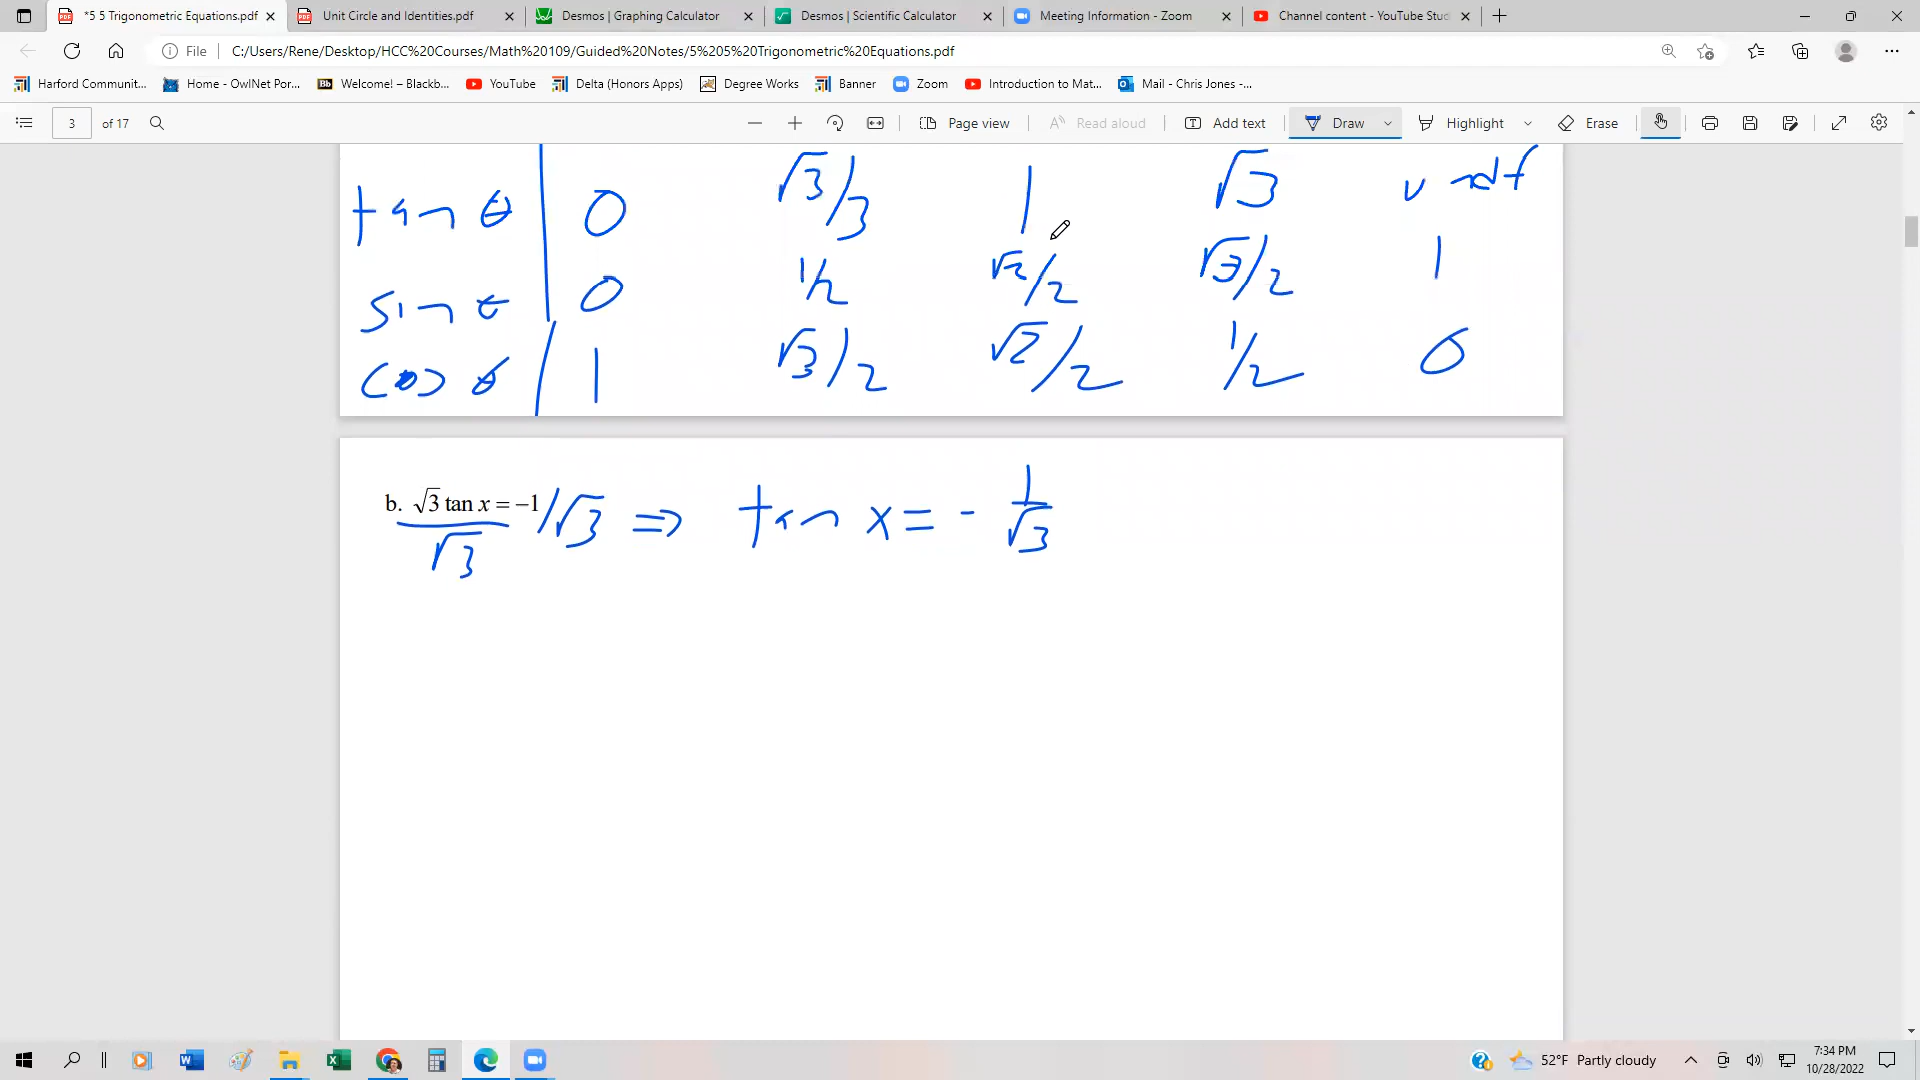 *5 5 Trigonometric Equations.pdf Unit Circle and Identities.pdf Desmos | Graphing Calculator Desmos | Scientific Calculator Meeting Information - Zoom Channel content - YouTube Stud
File C:/Users/Rene/Desktop/HCC%20Courses/Math%20109/Guided%20Notes/5%205%20Trigonometric%20Equations.pdf
Harford Communit... Home - OwlNet Por... Welcome! – Blackb... YouTube Delta (Honors Apps) Degree Works Banner Zoom Introduction to Mat... Mail - Chris Jones -...
3 of 17 Page view Read aloud Add text Draw Highlight Erase
tan θ 0 √3/3 1 √3 undf
sin θ 0 1/2 √2/2 √3/2 1
cos θ 1 √3/2 √2/2 1/2 0
b. √3 tan x = −1 /√3 ⇒ tan x = - 1/√3
√3
52°F Partly cloudy 7:34 PM
10/28/2022